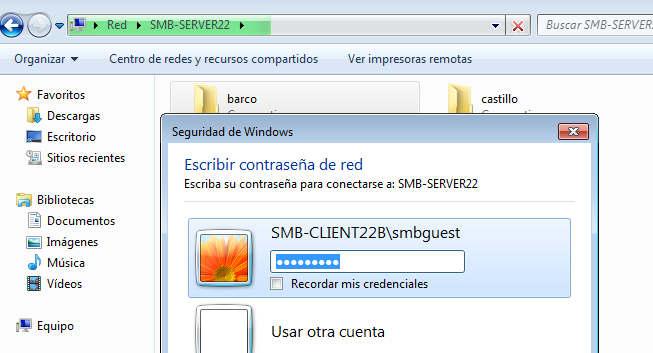 Red SMB-SERVER22 Buscar SMB-SERVER
Organizar Centro de redes y recursos compartidos Ver impresoras remotas
Favoritos
Descargas
Escritorio
Sitios recientes
Bibliotecas
Documentos
Imágenes
Música
Vídeos
Equipo
barco
castillo
Seguridad de Windows
Escribir contraseña de red
Escriba su contraseña para conectarse a: SMB-SERVER22
SMB-CLIENT22B\smbguest
Recordar mis credenciales
Usar otra cuenta